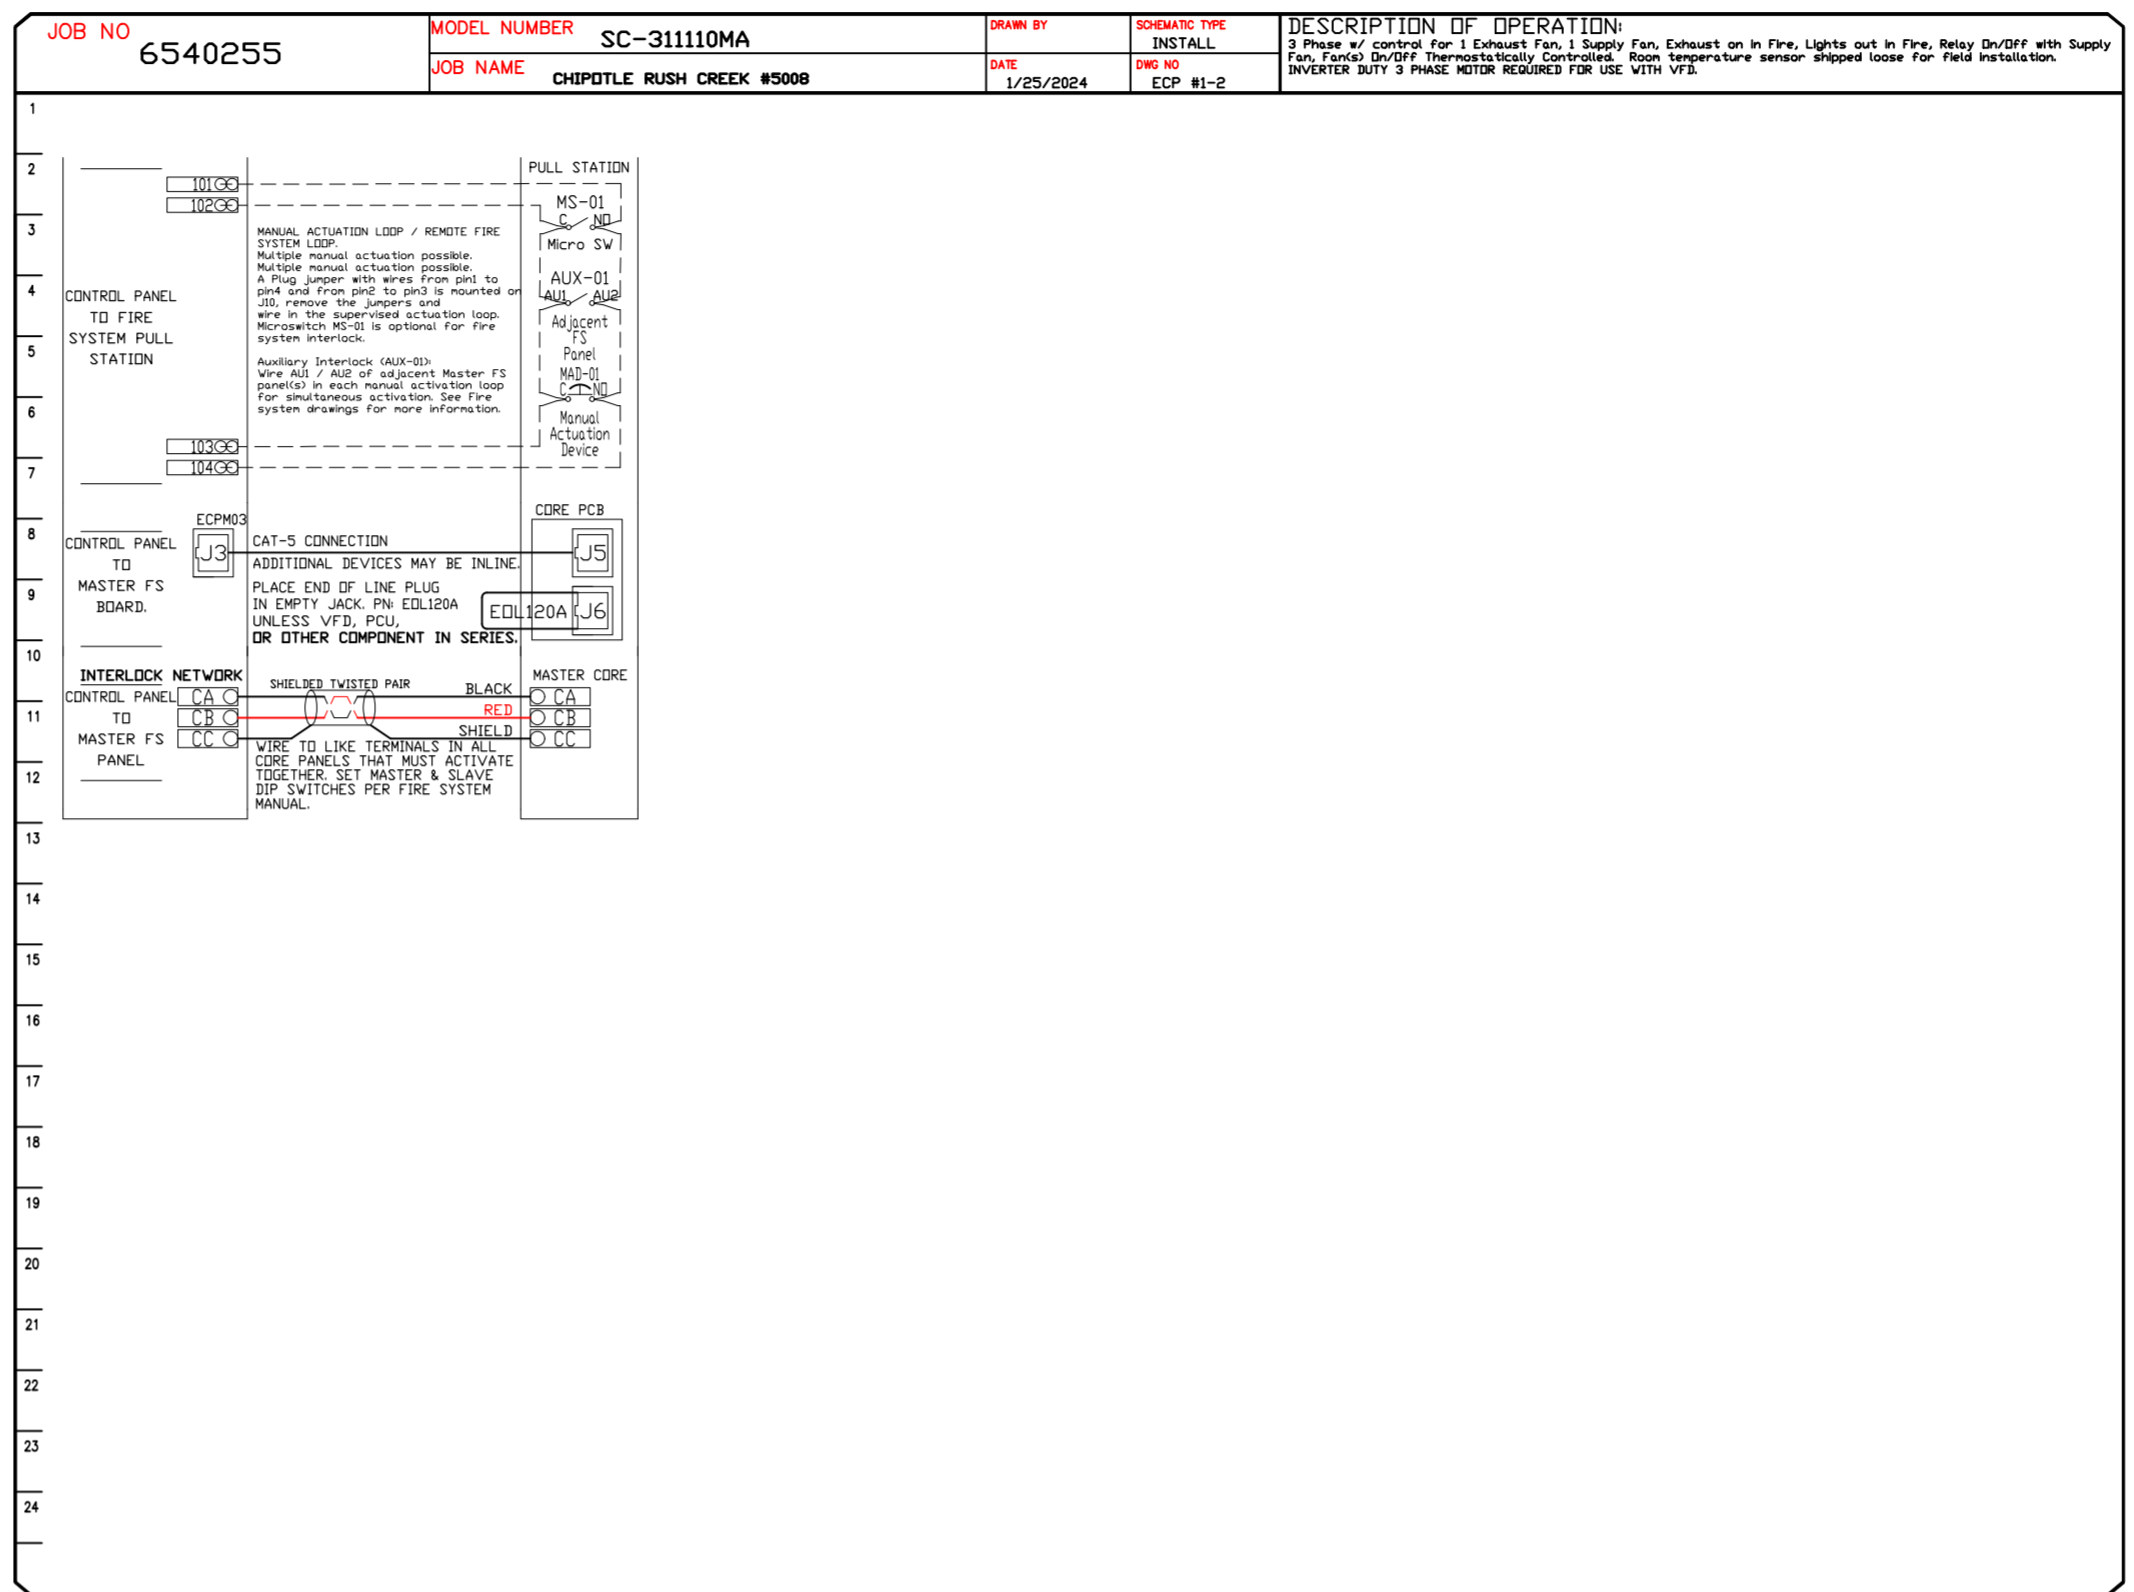 JOB NO
6540255
MODEL NUMBER
SC-311110MA
JOB NAME
CHIPOTLE RUSH CREEK #5008
DRAWN BY
DATE
1/25/2024
SCHEMATIC TYPE
INSTALL
DWG NO
ECP #1-2
DESCRIPTION OF OPERATION:
3 Phase w/ control for 1 Exhaust Fan, 1 Supply Fan, Exhaust on in Fire, Lights out in Fire, Relay On/Off with Supply
Fan, Fan(s) On/Off Thermostatically Controlled. Room temperature sensor shipped loose for field installation.
INVERTER DUTY 3 PHASE MOTOR REQUIRED FOR USE WITH VFD.
1
2
3
4
5
6
7
8
9
10
11
12
13
14
15
16
17
18
19
20
21
22
23
24
CONTROL PANEL
TO FIRE
SYSTEM PULL
STATION
101
102
103
104
MANUAL ACTUATION LOOP / REMOTE FIRE
SYSTEM LOOP.
Multiple manual actuation possible.
Multiple manual actuation possible.
A Plug jumper with wires from pin1 to
pin4 and from pin2 to pin3 is mounted on
J10, remove the jumpers and
wire in the supervised actuation loop.
Microswitch MS-01 is optional for fire
system interlock.
Auxiliary Interlock (AUX-01):
Wire AU1 / AU2 of adjacent Master FS
panel(s) in each manual activation loop
for simultaneous activation. See Fire
system drawings for more information.
PULL STATION
MS-01
C NO
Micro SW
AUX-01
AU1 AU2
Adjacent
FS
Panel
MAD-01
C NO
Manual
Actuation
Device
CONTROL PANEL
TO
MASTER FS
BOARD.
ECPM03
J3
CAT-5 CONNECTION
ADDITIONAL DEVICES MAY BE INLINE.
PLACE END OF LINE PLUG
IN EMPTY JACK. PN: EOL120A
UNLESS VFD, PCU,
OR OTHER COMPONENT IN SERIES.
CORE PCB
J5
EOL120A
J6
INTERLOCK NETWORK
CONTROL PANEL
TO
MASTER FS
PANEL
CA
CB
CC
SHIELDED TWISTED PAIR
BLACK
RED
SHIELD
MASTER CORE
CA
CB
CC
WIRE TO LIKE TERMINALS IN ALL
CORE PANELS THAT MUST ACTIVATE
TOGETHER. SET MASTER & SLAVE
DIP SWITCHES PER FIRE SYSTEM
MANUAL.